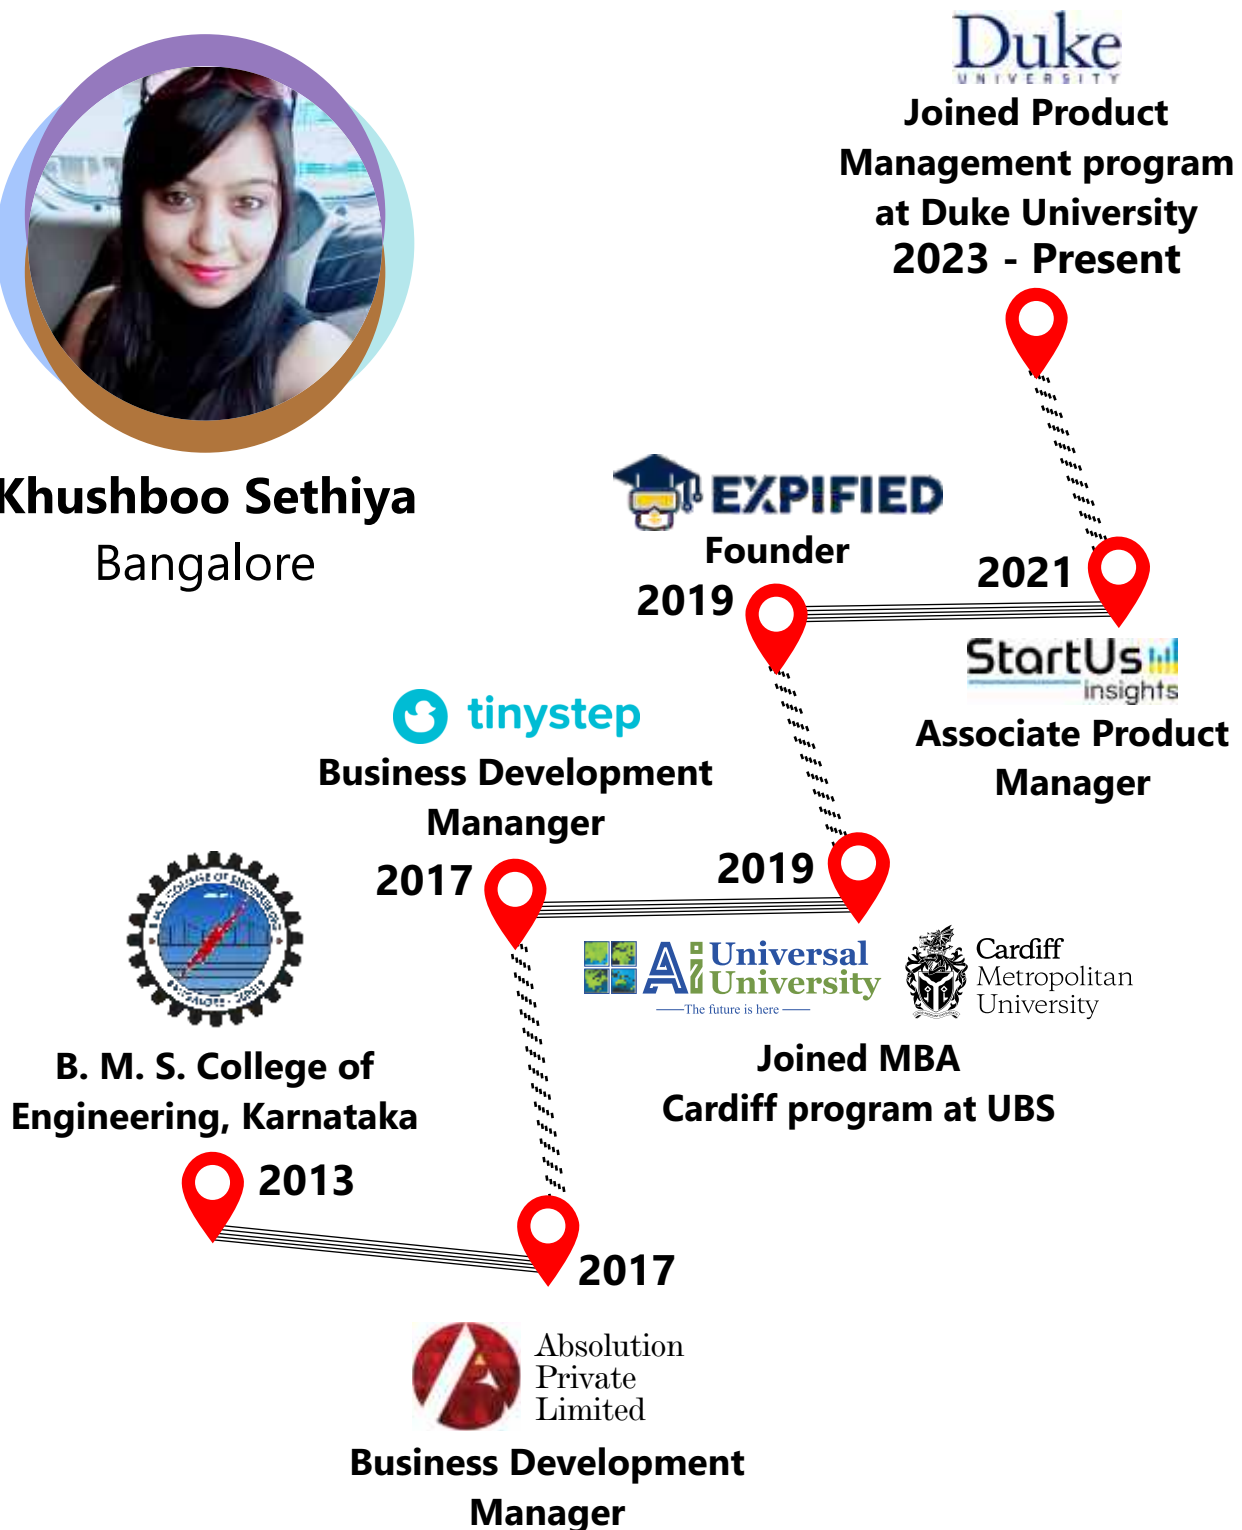 Duke
UNIVERSITY
Joined Product
Management program
at Duke University
2023 - Present
Khushboo Sethiya
Bangalore
EXPIFIED
Founder
2019
2021
StartUs
insights
Associate Product
Manager
tinystep
Business Development
Mananger
2017
2019
Ai Universal
University
The future is here
Cardiff
Metropolitan
University
Joined MBA
Cardiff program at UBS
B. M. S. College of
Engineering, Karnataka
2013
2017
Absolution
Private
Limited
Business Development
Manager